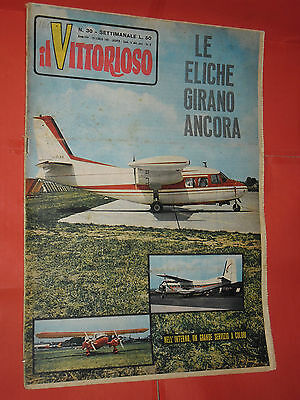 N. 30 - SETTIMANALE L. 50
il VITTORIOSO
LE
ELICHE
GIRANO
ANCORA
NELL'INTERNO, UN GRANDE SERVIZIO A COLORI